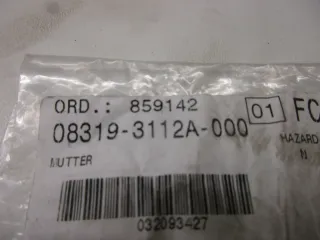 ORD.: 859142
08319-3112A-000 01 FC
HAZARD
MUTTER N
032093427